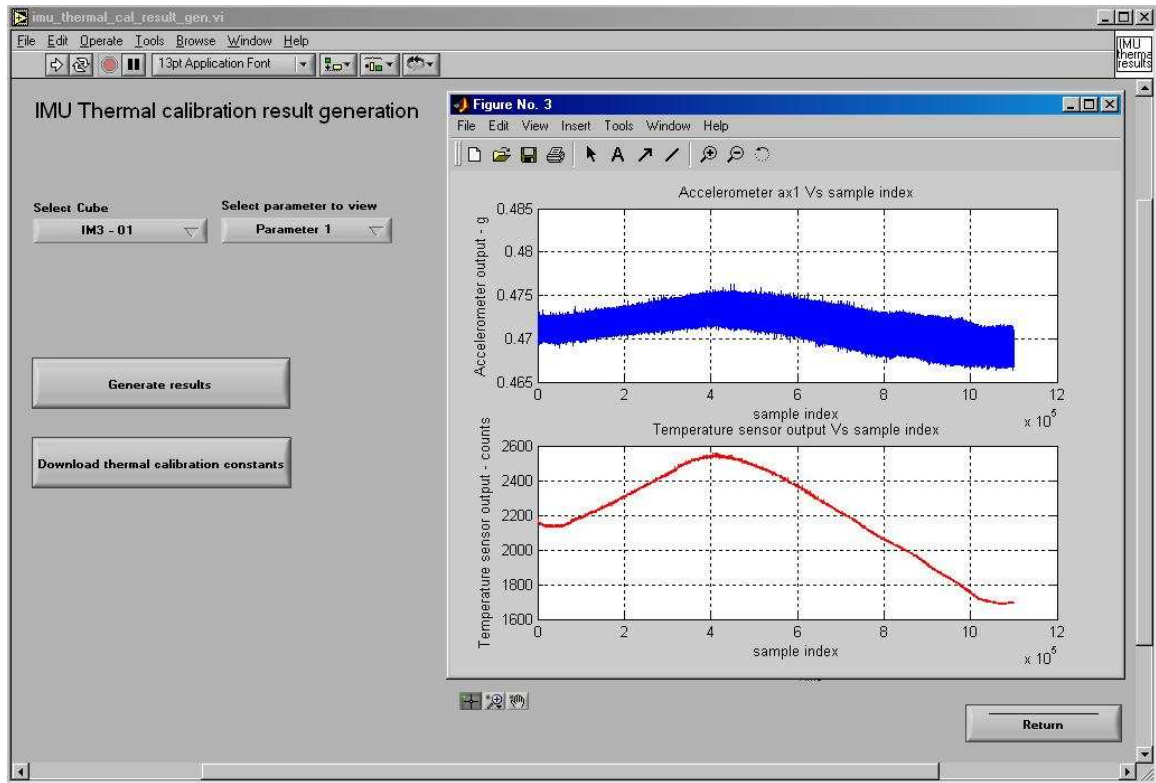 imu_thermal_cal_result_gen.vi
File Edit Operate Tools Browse Window Help
13pt Application Font
IMU
therma
results
IMU Thermal calibration result generation
Select Cube
IM3 - 01
Select parameter to view
Parameter 1
Generate results
Download thermal calibration constants
Figure No. 3
File Edit View Insert Tools Window Help
A
Accelerometer ax1 Vs sample index
Accelerometer output - g
0.485
0.48
0.475
0.47
0.465
0 2 4 6 8 10 12
sample index
x 10^5
Temperature sensor output Vs sample index
Temperature sensor output - counts
2600
2400
2200
2000
1800
1600
0 2 4 6 8 10 12
sample index
x 10^5
Return